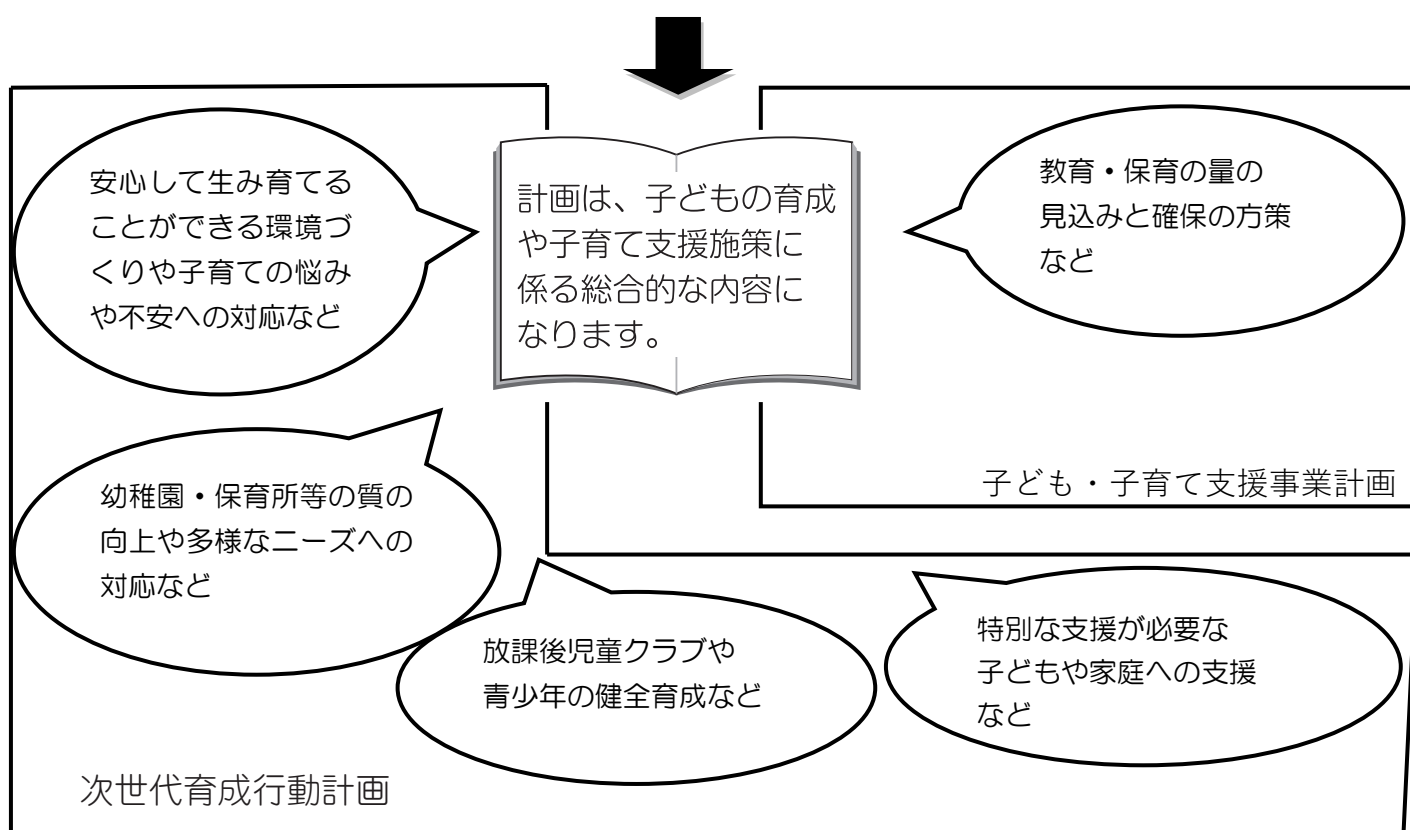 安心して生み育てる
ことができる環境づ
くりや子育ての悩み
や不安への対応など
計画は、子どもの育成
や子育て支援施策に
係る総合的な内容に
なります。
教育・保育の量の
見込みと確保の方策
など
子ども・子育て支援事業計画
幼稚園・保育所等の質の
向上や多様なニーズへの
対応など
放課後児童クラブや
青少年の健全育成など
特別な支援が必要な
子どもや家庭への支援
など
次世代育成行動計画